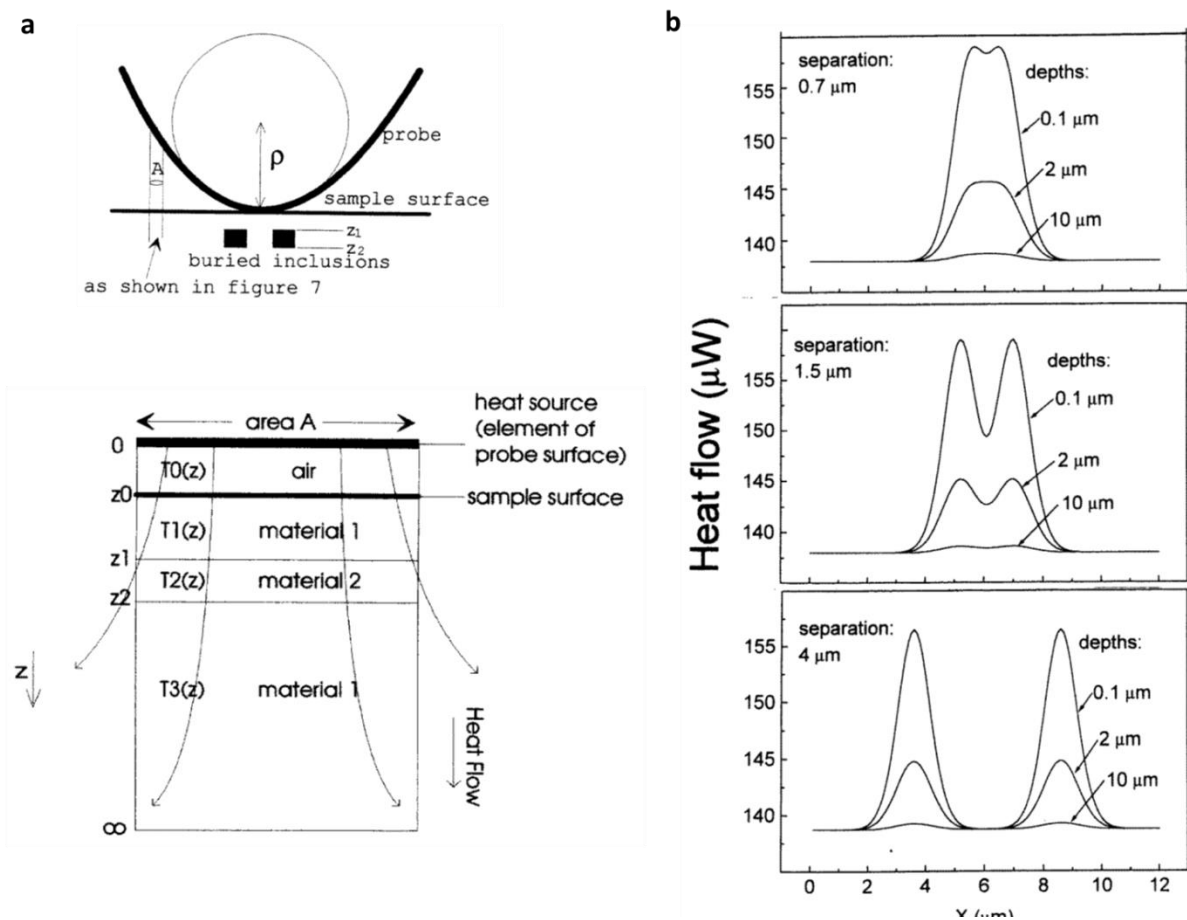 a
probe
ρ
A
sample surface
z1
z2
buried inclusions
as shown in figure 7
area A
heat source
(element of
probe surface)
0
T0(z)
air
z0
sample surface
T1(z)
material 1
z1
T2(z)
material 2
z2
z
T3(z)
material 1
Heat Flow
∞
b
Heat flow (μW)
separation:
0.7 μm
depths:
0.1 μm
2 μm
10 μm
155
150
145
140
separation:
1.5 μm
depths:
0.1 μm
2 μm
10 μm
155
150
145
140
separation:
4 μm
depths:
0.1 μm
2 μm
10 μm
155
150
145
140
0 2 4 6 8 10 12
X (μm)